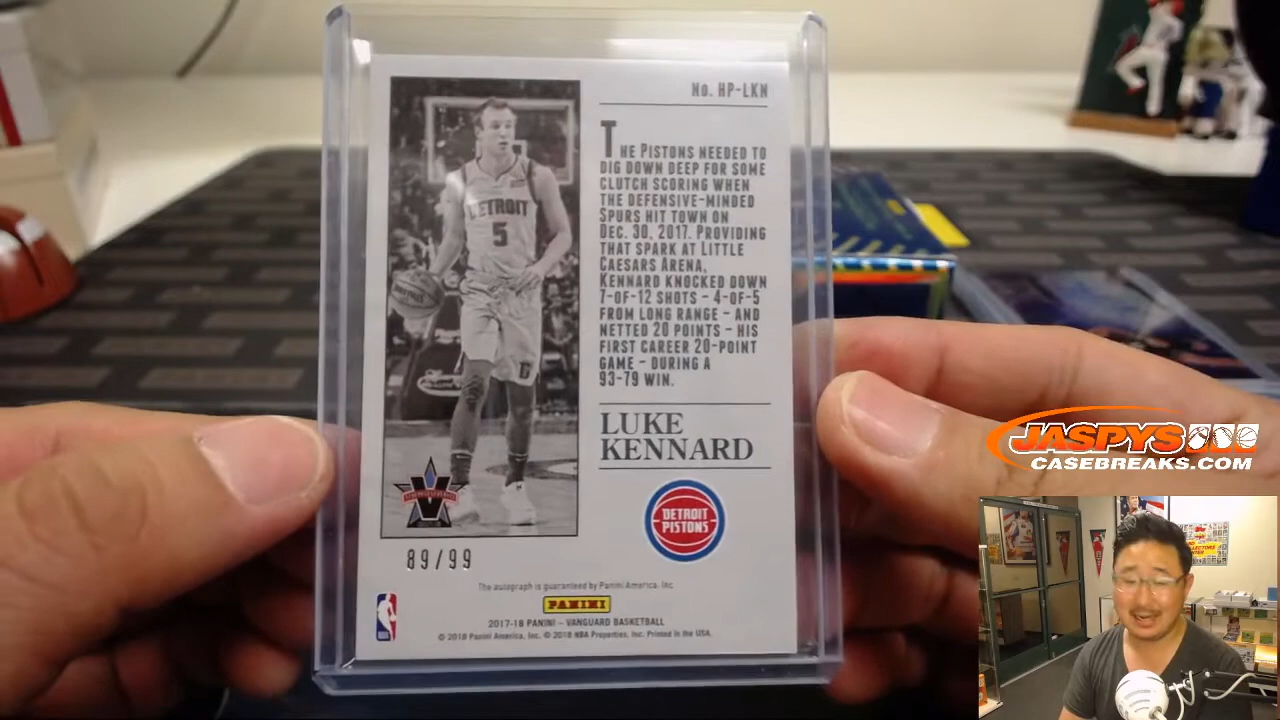 No. HP-LKN
The Pistons needed to
dig down deep for some
clutch scoring when
the defensive-minded
Spurs hit town on
Dec. 30, 2017. Providing
that spark at Little
Caesars Arena,
Kennard knocked down
7-of-12 shots – 4-of-5
from long range – and
netted 20 points – his
first career 20-point
game – during a
93-79 win.
LUKE
KENNARD
DETROIT
PISTONS
DETROIT
5
89/99
The autograph is guaranteed by Panini America, Inc.
PANINI
2017-18 PANINI – VANGUARD BASKETBALL
© 2018 Panini America, Inc. © 2018 NBA Properties, Inc. Printed in the USA.
NBA
JASPYS
CASEBREAKS.COM